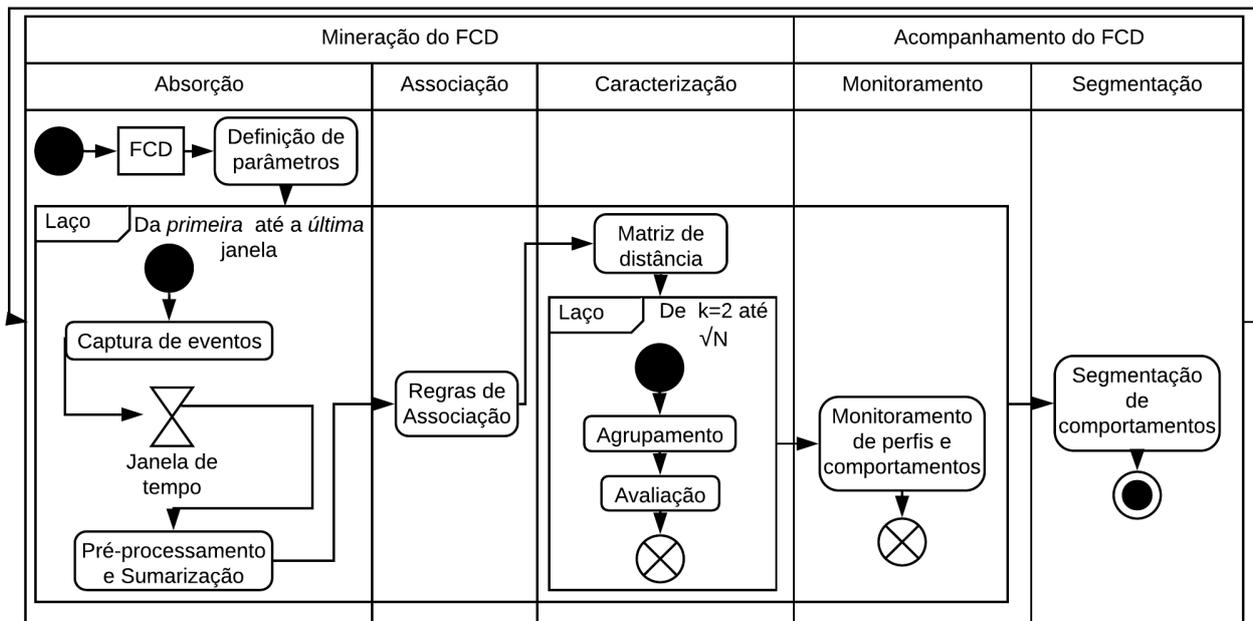 Mineração do FCD
Acompanhamento do FCD
Absorção
Associação
Caracterização
Monitoramento
Segmentação
FCD
Definição de
parâmetros
Laço
Da primeira até a última
janela
Captura de eventos
Janela de
tempo
Pré-processamento
e Sumarização
Regras de
Associação
Matriz de
distância
Laço
De k=2 até
√N
Agrupamento
Avaliação
Monitoramento
de perfis e
comportamentos
Segmentação
de
comportamentos